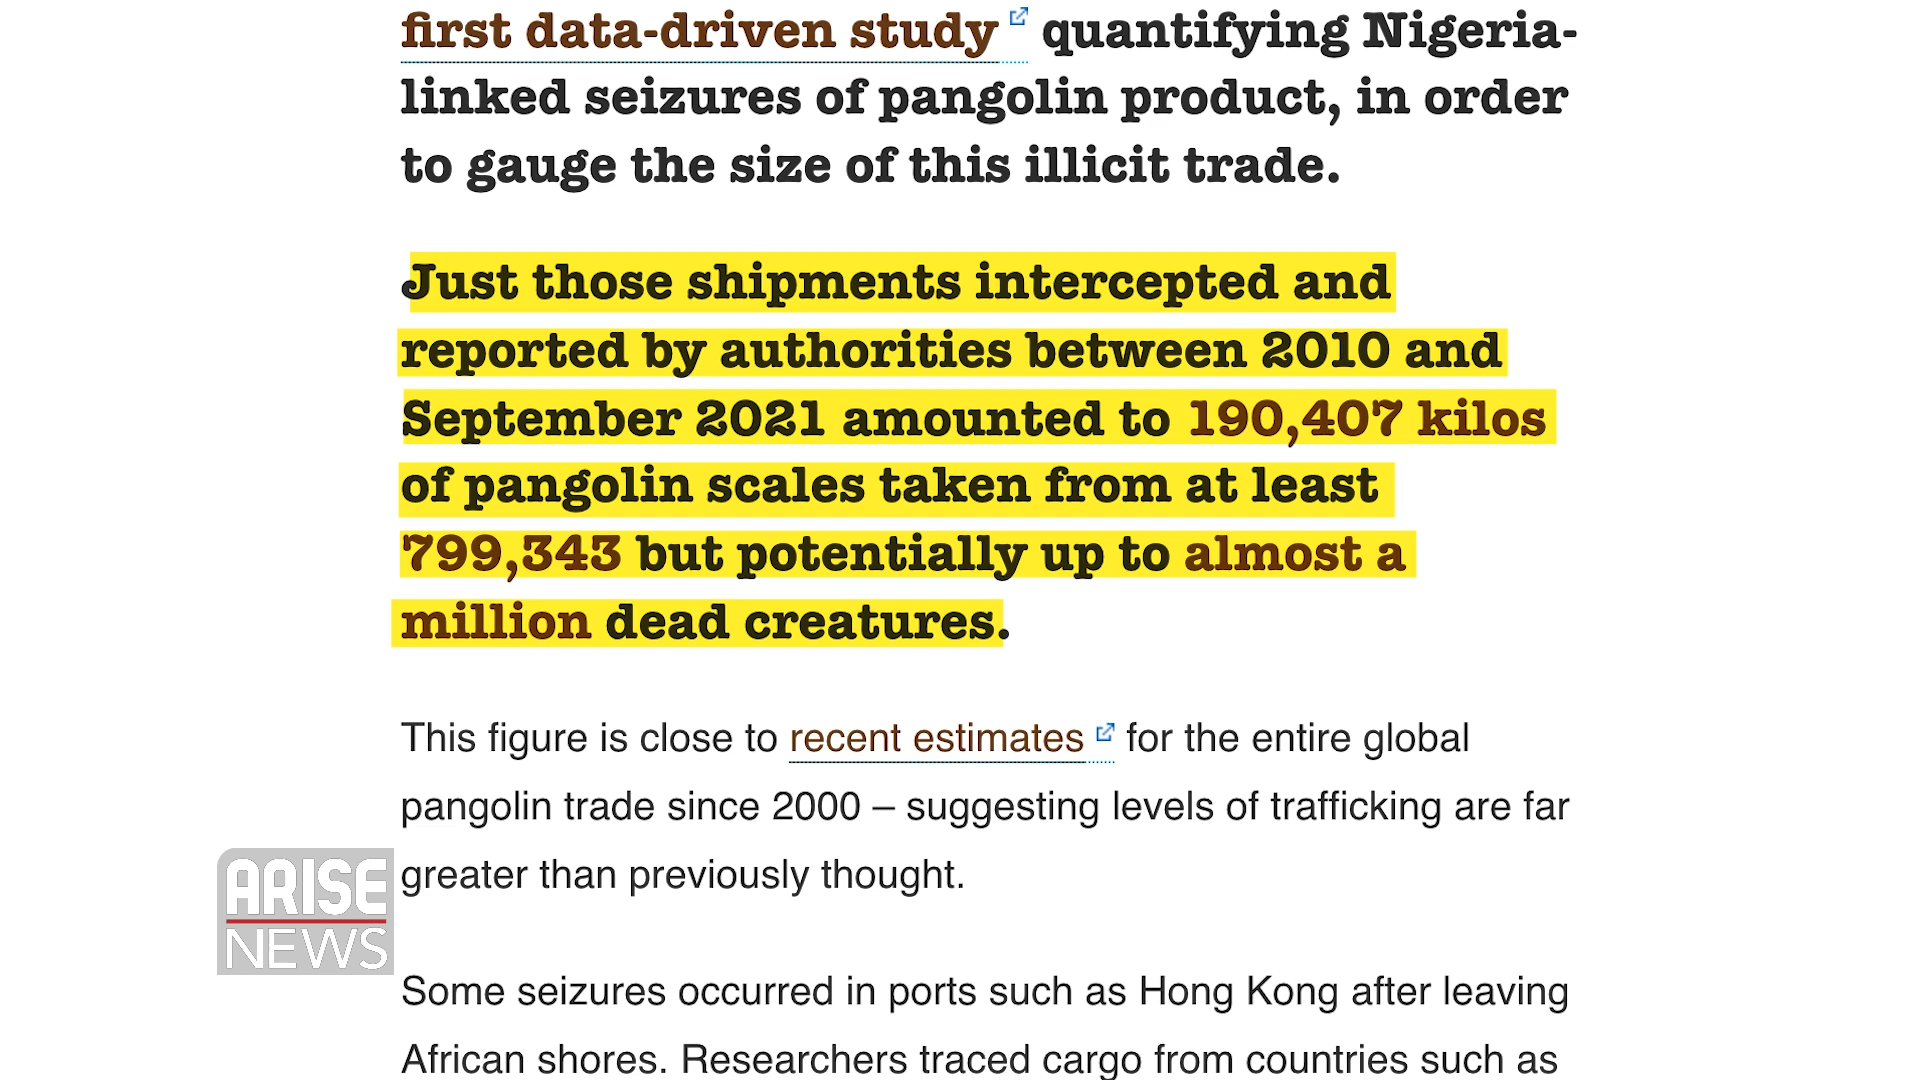 first data-driven study quantifying Nigeria-
linked seizures of pangolin product, in order
to gauge the size of this illicit trade.
Just those shipments intercepted and
reported by authorities between 2010 and
September 2021 amounted to 190,407 kilos
of pangolin scales taken from at least
799,343 but potentially up to almost a
million dead creatures.
This figure is close to recent estimates for the entire global
pangolin trade since 2000 – suggesting levels of trafficking are far
greater than previously thought.
ARISE
NEWS
Some seizures occurred in ports such as Hong Kong after leaving
African shores. Researchers traced cargo from countries such as